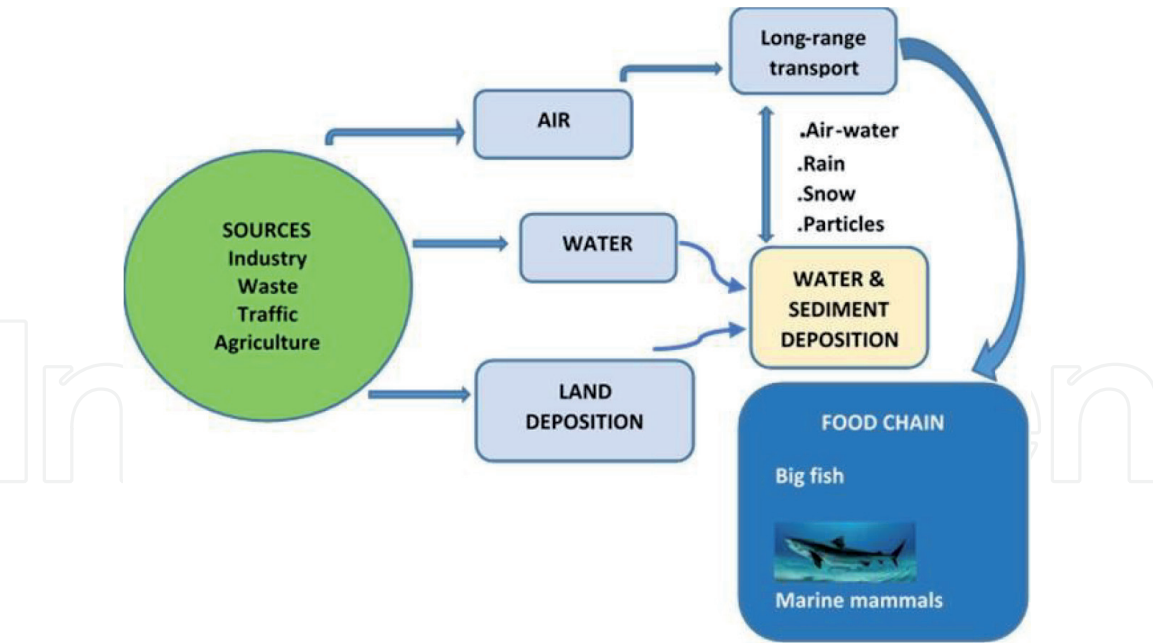 Long-range
transport
AIR
.Air-water
.Rain
.Snow
.Particles
SOURCES
Industry
Waste
Traffic
Agriculture
WATER
WATER &
SEDIMENT
DEPOSITION
LAND
DEPOSITION
FOOD CHAIN
Big fish
Marine mammals